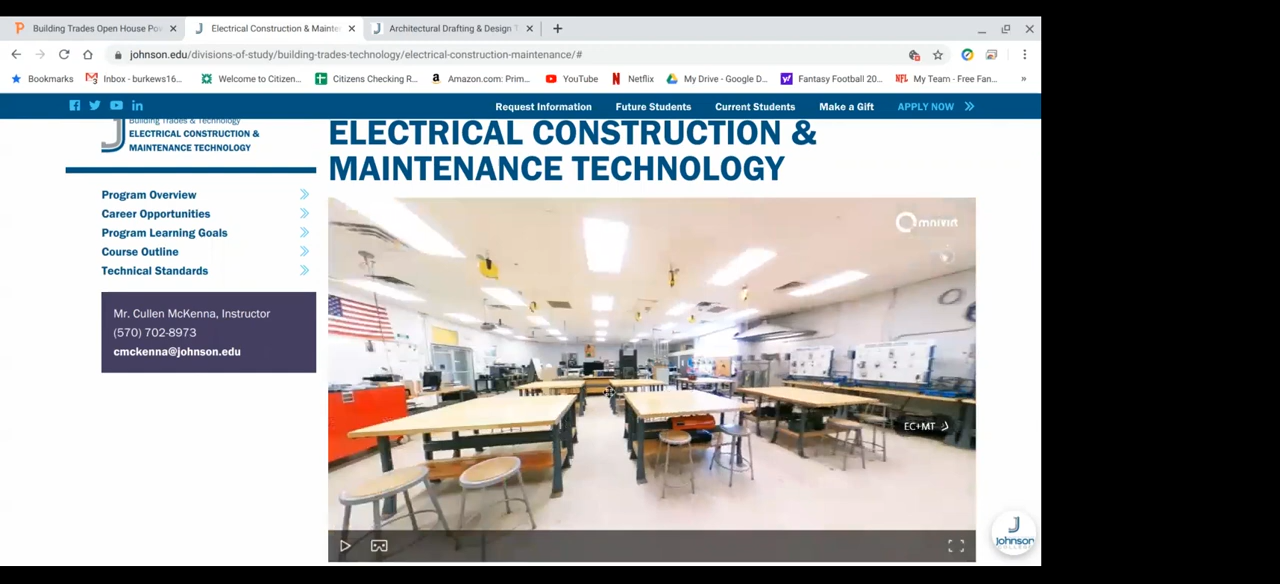 Building Trades Open House Po
Electrical Construction & Mainte
Architectural Drafting & Design
johnson.edu/divisions-of-study/building-trades-technology/electrical-construction-maintenance/#
Bookmarks
Inbox - burkews16...
Welcome to Citizen...
Citizens Checking R...
Amazon.com: Prim...
YouTube
Netflix
My Drive - Google D...
Fantasy Football 20...
My Team - Free Fan...
Request Information
Future Students
Current Students
Make a Gift
APPLY NOW
Building Trades & Technology
ELECTRICAL CONSTRUCTION &
MAINTENANCE TECHNOLOGY
Program Overview
Career Opportunities
Program Learning Goals
Course Outline
Technical Standards
Mr. Cullen McKenna, Instructor
(570) 702-8973
cmckenna@johnson.edu
ELECTRICAL CONSTRUCTION &
MAINTENANCE TECHNOLOGY
Omnivirt
EC+MT
Johnson
COLLEGE